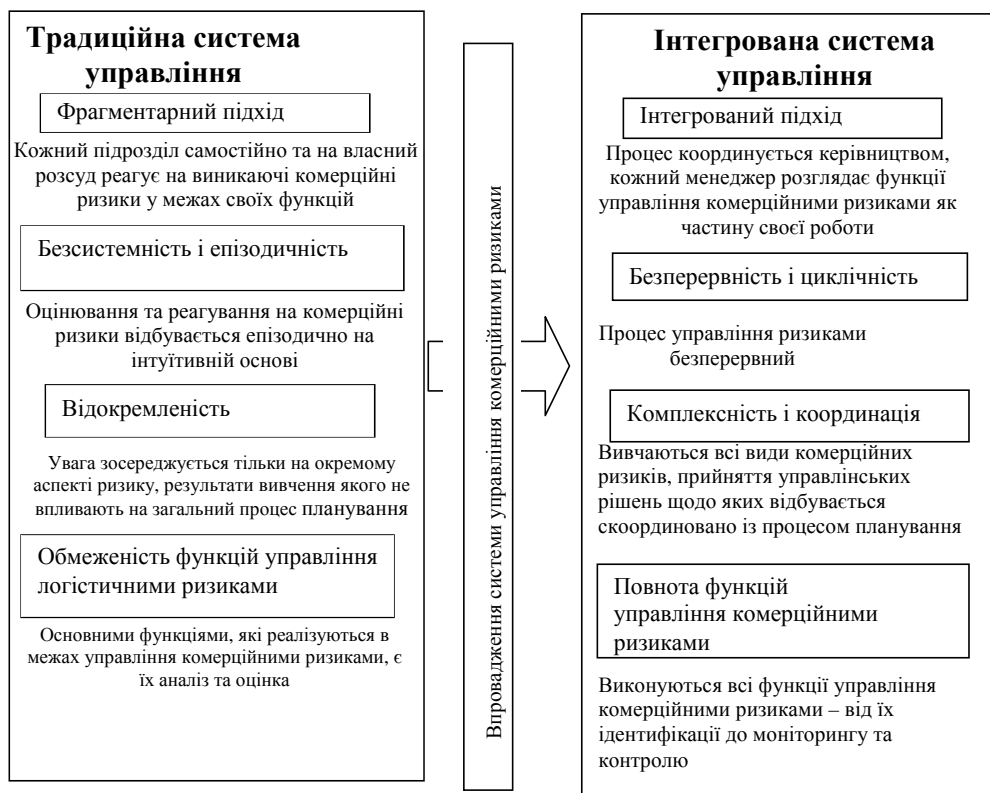 Традиційна система
управління
Фрагментарний підхід
Кожний підрозділ самостійно та на власний
розсуд реагує на виникаючі комерційні
ризики у межах своїх функцій
Безсистемність і епізодичність
Оцінювання та реагування на комерційні
ризики відбувається епізодично на
інтуїтивній основі
Відокремленість
Увага зосереджується тільки на окремому
аспекті ризику, результати вивчення якого не
впливають на загальний процес планування
Обмеженість функцій управління
логістичними ризиками
Основними функціями, які реалізуються в
межах управління комерційними ризиками, є
їх аналіз та оцінка
Впровадження системи управління комерційними ризиками
Інтегрована система
управління
Інтегрований підхід
Процес координується керівництвом,
кожний менеджер розглядає функції
управління комерційними ризиками як
частину своєї роботи
Безперервність і циклічність
Процес управління ризиками
безперервний
Комплексність і координація
Вивчаються всі види комерційних
ризиків, прийняття управлінських
рішень щодо яких відбувається
скоординовано із процесом планування
Повнота функцій
управління комерційними
ризиками
Виконуються всі функції управління
комерційними ризиками – від їх
ідентифікації до моніторингу та
контролю